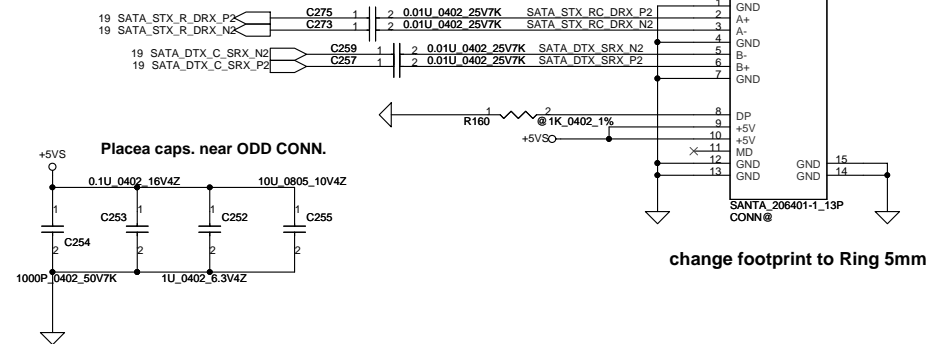 1 GND
19 SATA_STX_R_DRX_P2 C275 1 2 0.01U_0402_25V7K SATA_STX_RC_DRX_P2 2 A+
19 SATA_STX_R_DRX_N2 C273 1 2 0.01U_0402_25V7K SATA_STX_RC_DRX_N2 3 A-
4 GND
19 SATA_DTX_C_SRX_N2 C259 1 2 0.01U_0402_25V7K SATA_DTX_SRX_N2 5 B-
19 SATA_DTX_C_SRX_P2 C257 1 2 0.01U_0402_25V7K SATA_DTX_SRX_P2 6 B+
7 GND
R160 1 2 @1K_0402_1% 8 DP
9 +5V
+5VS 10 +5V
11 MD
12 GND GND 15
13 GND GND 14
SANTA_206401-1_13P
CONN@
change footprint to Ring 5mm
Placea caps. near ODD CONN.
+5VS
0.1U_0402_16V4Z 10U_0805_10V4Z
1 1 1 1
C254 C253 C252 C255
2 2 2 2
1000P_0402_50V7K 1U_0402_6.3V4Z